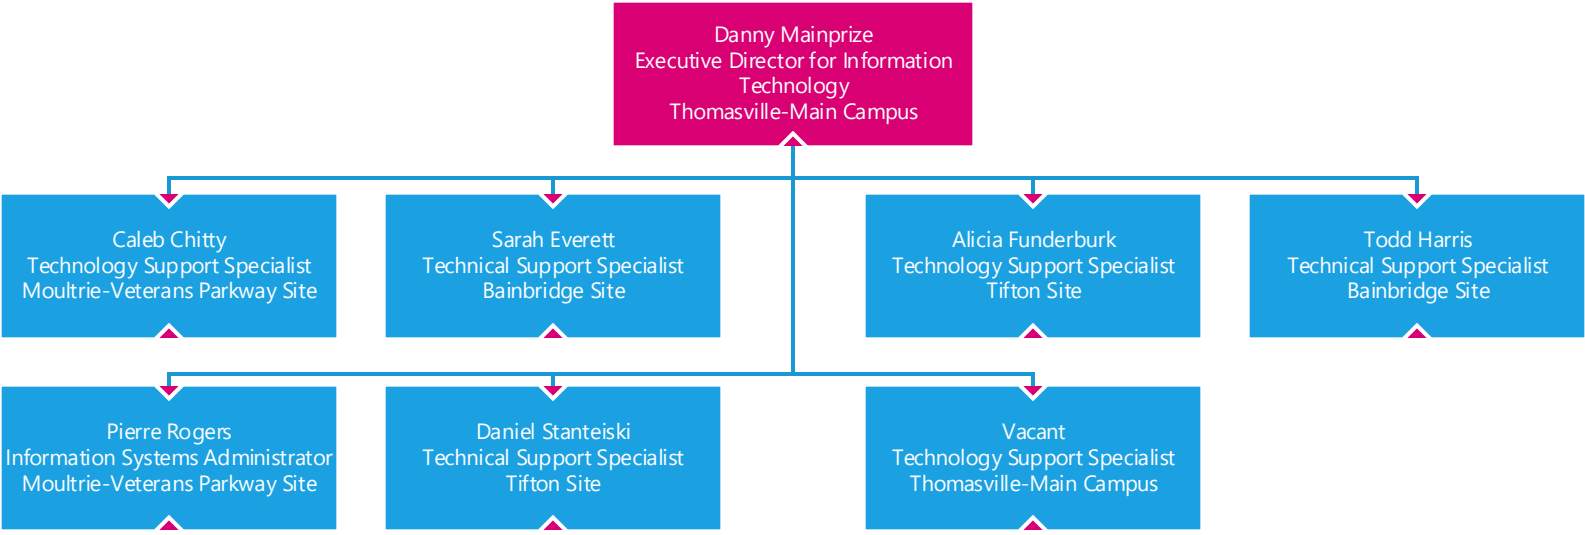 Danny Mainprize
Executive Director for Information
Technology
Thomasville-Main Campus
Caleb Chitty
Technology Support Specialist
Moultrie-Veterans Parkway Site
Sarah Everett
Technical Support Specialist
Bainbridge Site
Alicia Funderburk
Technology Support Specialist
Tifton Site
Todd Harris
Technical Support Specialist
Bainbridge Site
Pierre Rogers
Information Systems Administrator
Moultrie-Veterans Parkway Site
Daniel Stanteiski
Technical Support Specialist
Tifton Site
Vacant
Technology Support Specialist
Thomasville-Main Campus